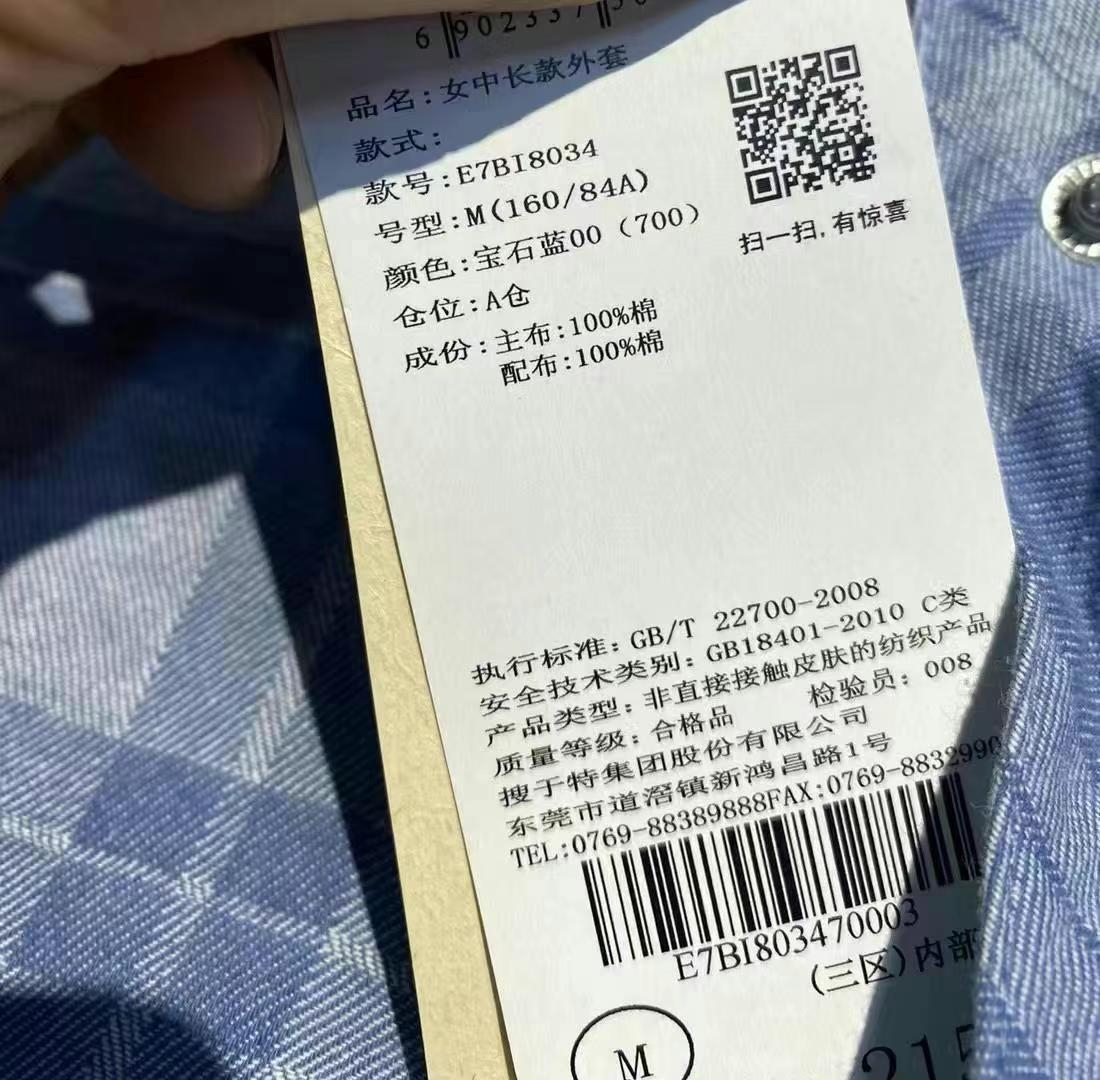 6 902337
品名:女中长款外套
款式:
款号:E7BI8034
号型:M(160/84A)
颜色:宝石蓝00（700）
仓位:A仓
成份:主布:100%棉
配布:100%棉
扫一扫,有惊喜
执行标准: GB/T 22700-2008
安全技术类别: GB18401-2010 C类
产品类型: 非直接接触皮肤的纺织产品
质量等级: 合格品 检验员: 008
搜于特集团股份有限公司
东莞市道滘镇新鸿昌路1号
TEL:0769-88389888FAX:0769-8832990
E7BI803470003
(三区)内部
M
215